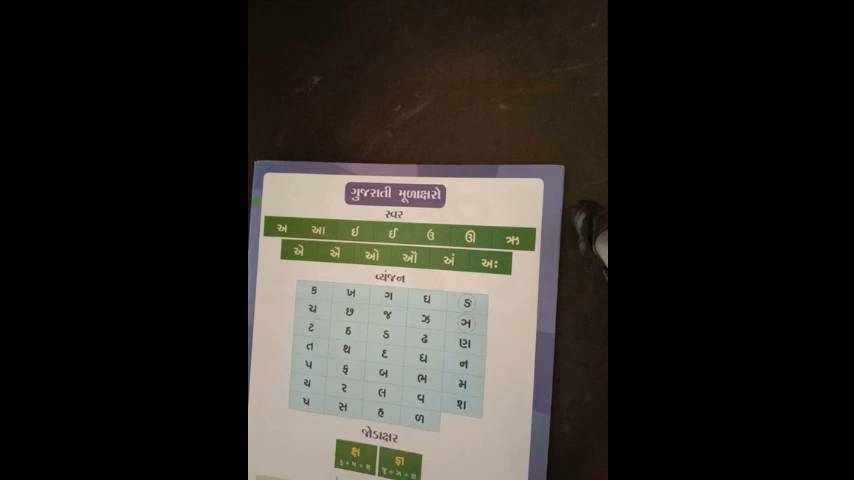 ગુજરાતી મૂળાક્ષરો
સ્વર
અ આ ઇ ઈ ઉ ઊ ઋ
એ ઐ ઓ ઔ અં અઃ
વ્યંજન
ક ખ ગ ઘ ઙ
ચ છ જ ઝ ઞ
ટ ઠ ડ ઢ ણ
ત થ દ ધ ન
પ ફ બ ભ મ
ય ર લ વ શ
ષ સ હ ળ
જોડાક્ષર
ક્ષ જ્ઞ